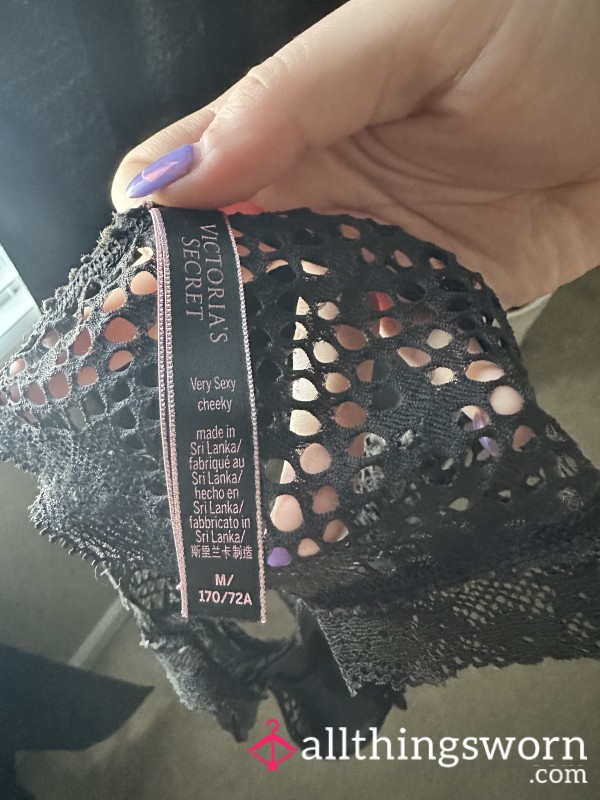 VICTORIA'S
SECRET
Very Sexy
cheeky
made in
Sri Lanka/
fabriqué au
Sri Lanka/
hecho en
Sri Lanka/
fabbricato in
Sri Lanka/
斯里兰卡制造
M/
170/72A
allthingsworn
.com